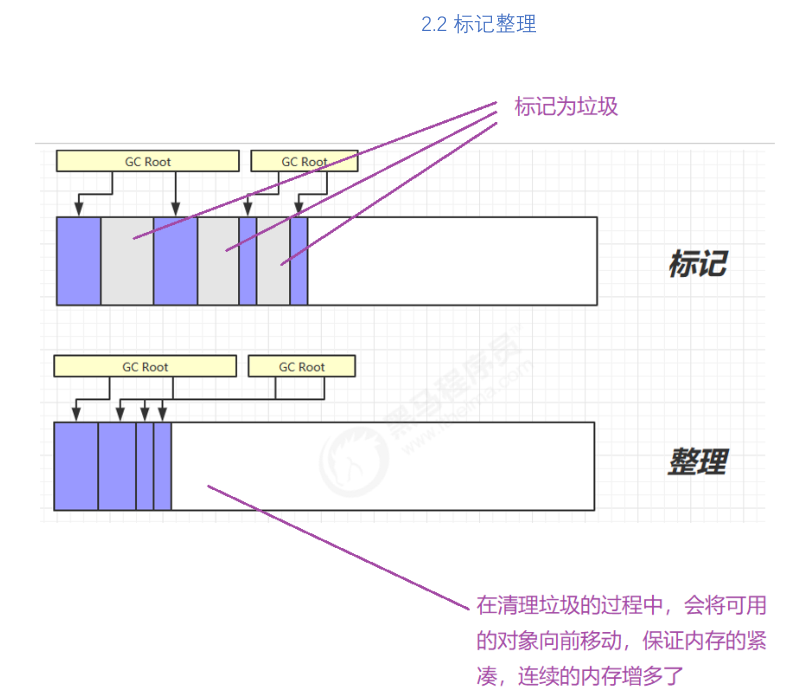 2.2 标记整理
标记为垃圾
GC Root
GC Root
标记
GC Root
GC Root
黑马程序员
www.itheima.com
整理
在清理垃圾的过程中，会将可用
的对象向前移动，保证内存的紧
凑，连续的内存增多了